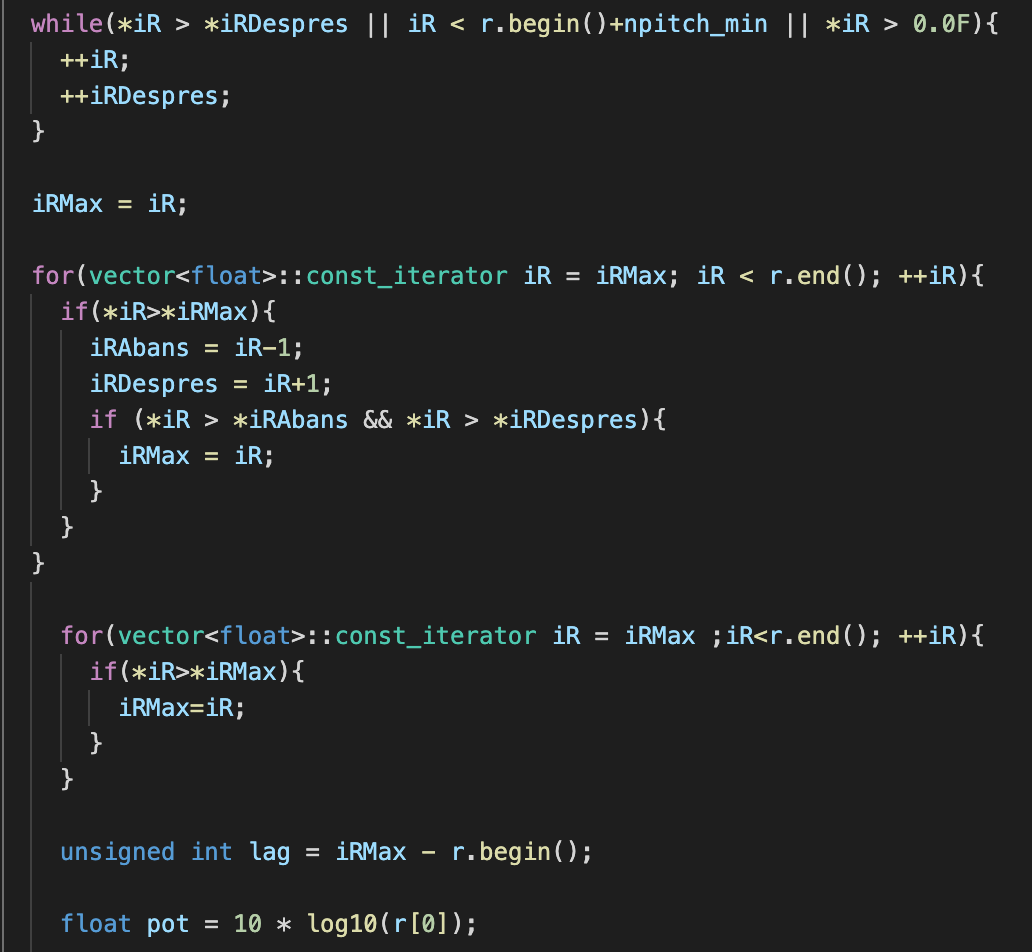 while(*iR > *iRDespres || iR < r.begin()+npitch_min || *iR > 0.0F){
++iR;
++iRDespres;
}
iRMax = iR;
for(vector<float>::const_iterator iR = iRMax; iR < r.end(); ++iR){
if(*iR>*iRMax){
iRAbans = iR-1;
iRDespres = iR+1;
if (*iR > *iRAbans && *iR > *iRDespres){
iRMax = iR;
}
}
}
for(vector<float>::const_iterator iR = iRMax ;iR<r.end(); ++iR){
if(*iR>*iRMax){
iRMax=iR;
}
}
unsigned int lag = iRMax - r.begin();
float pot = 10 * log10(r[0]);